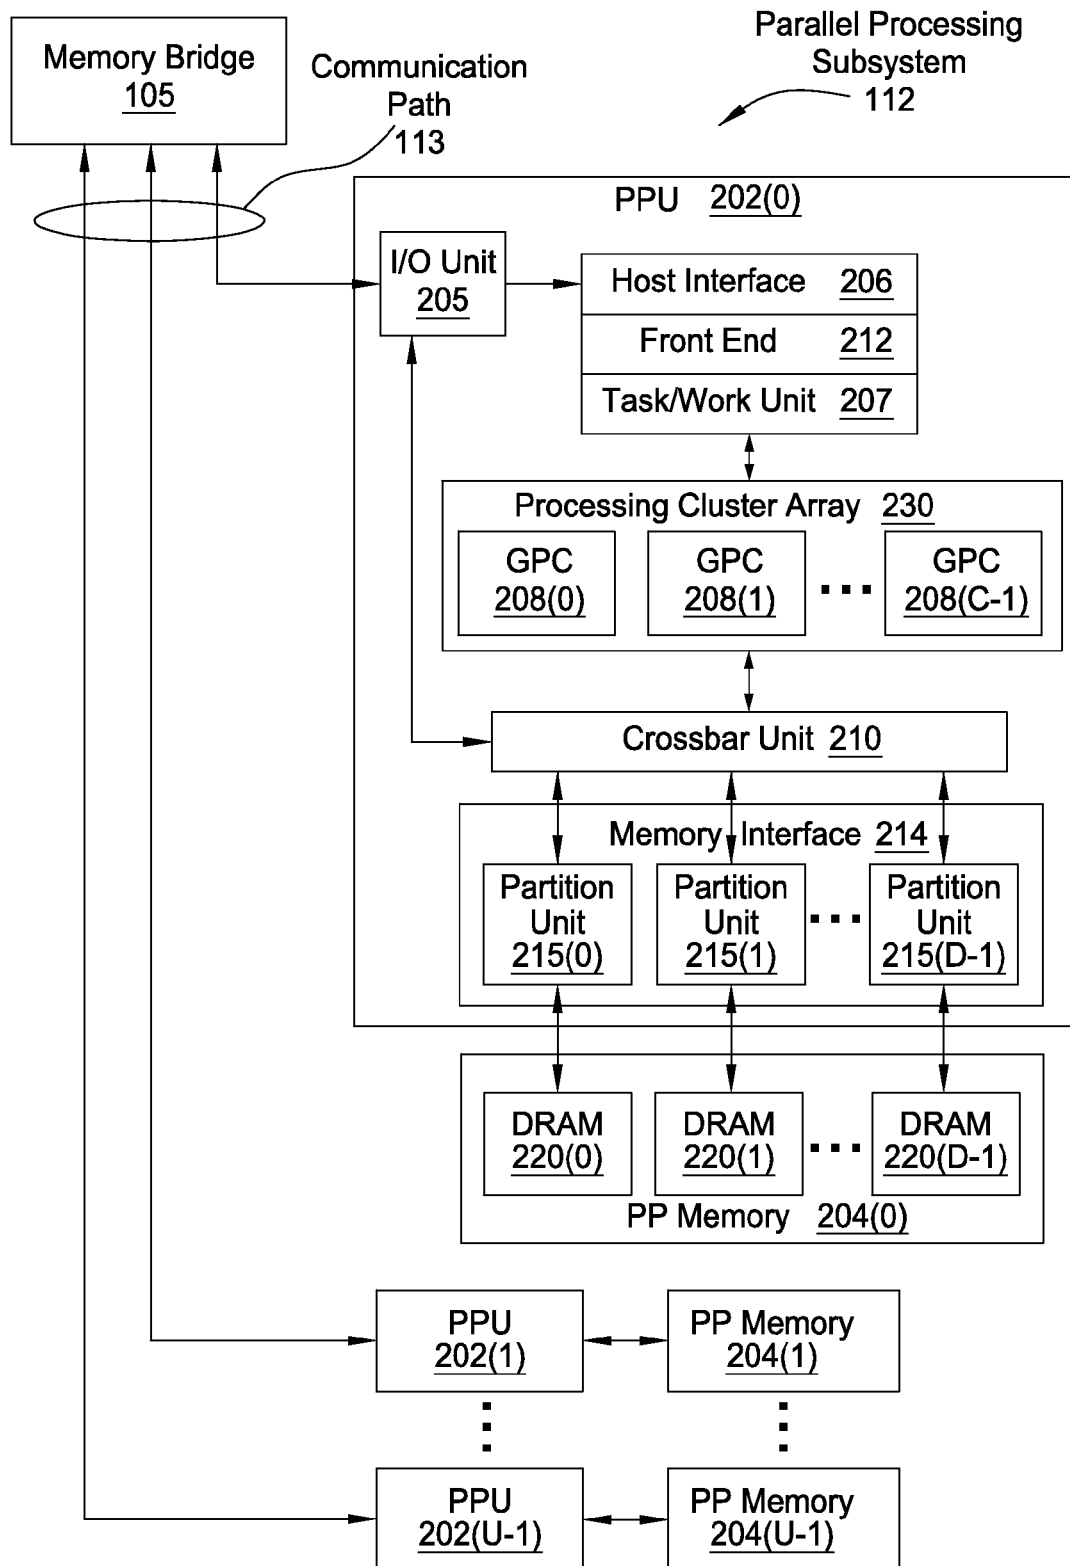 Memory Bridge
105
Communication
Path
113
Parallel Processing
Subsystem
112
PPU 202(0)
I/O Unit
205
Host Interface 206
Front End 212
Task/Work Unit 207
Processing Cluster Array 230
GPC
208(0)
GPC
208(1)
GPC
208(C-1)
Crossbar Unit 210
Memory Interface 214
Partition
Unit
215(0)
Partition
Unit
215(1)
Partition
Unit
215(D-1)
DRAM
220(0)
DRAM
220(1)
DRAM
220(D-1)
PP Memory 204(0)
PPU
202(1)
PP Memory
204(1)
PPU
202(U-1)
PP Memory
204(U-1)